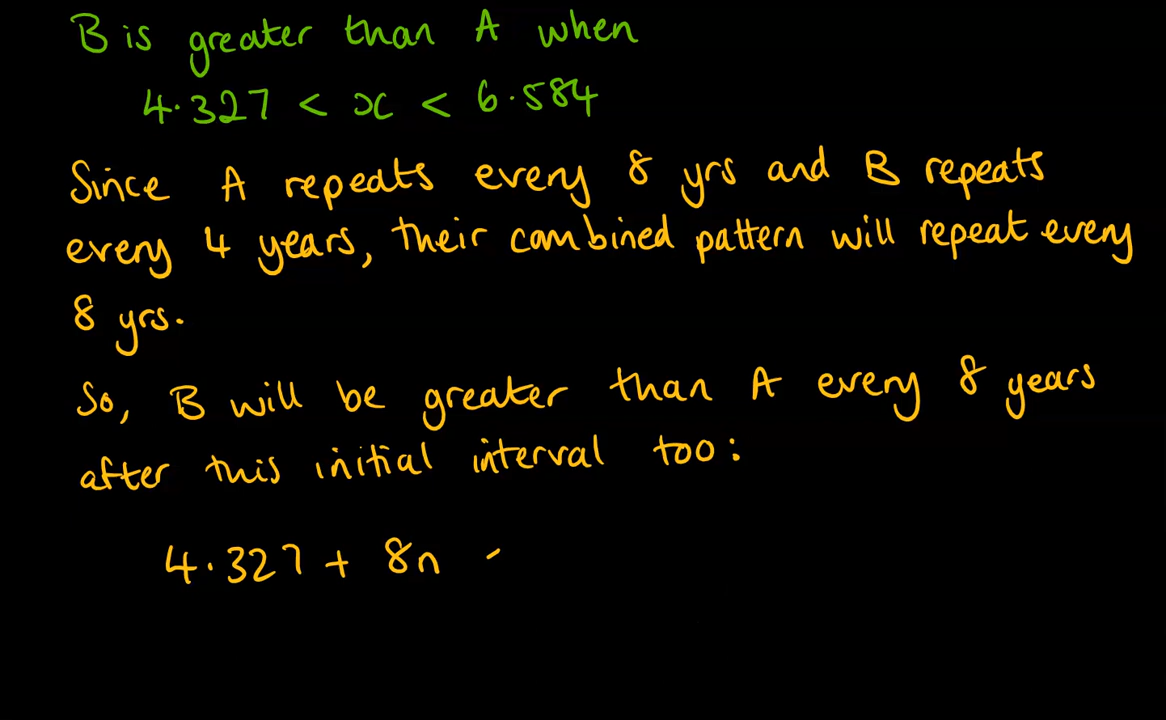 B is greater than A when
4.327 < x < 6.584
Since A repeats every 8 yrs and B repeats
every 4 years, their combined pattern will repeat every
8 yrs.
So, B will be greater than A every 8 years
after this initial interval too:
4.327 + 8n